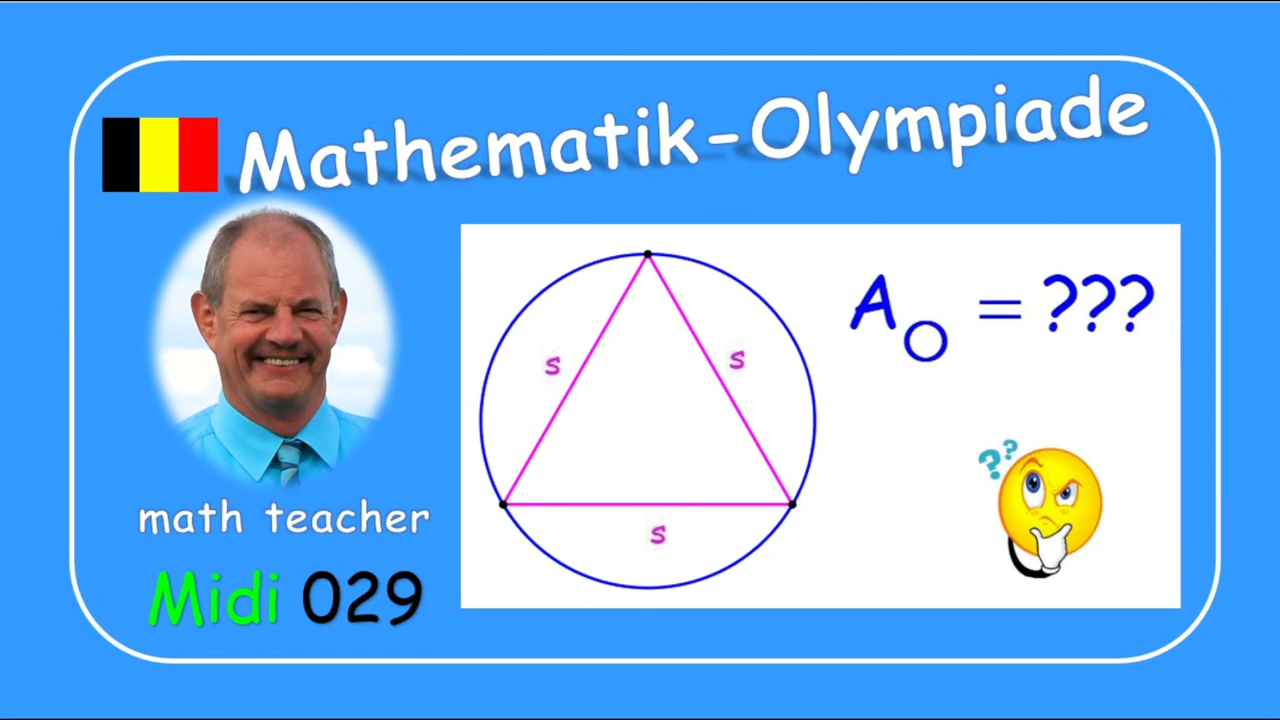 Mathematik-Olympiade
s
s
s
A○ = ???
??
math teacher
Midi 029